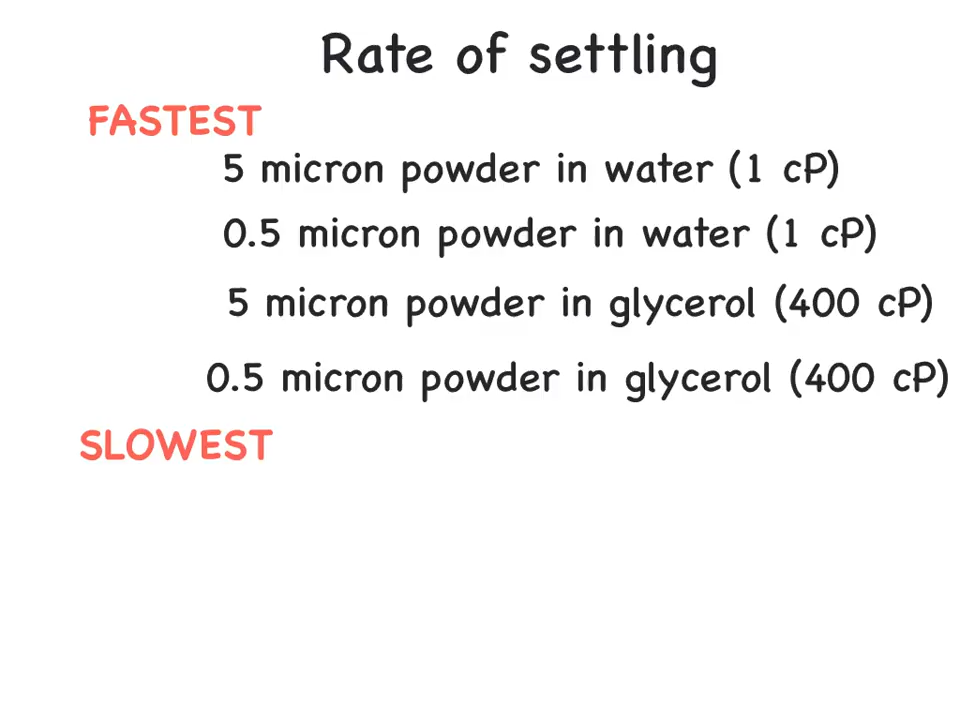 Rate of settling
FASTEST
5 micron powder in water (1 cP)
0.5 micron powder in water (1 cP)
5 micron powder in glycerol (400 cP)
0.5 micron powder in glycerol (400 cP)
SLOWEST